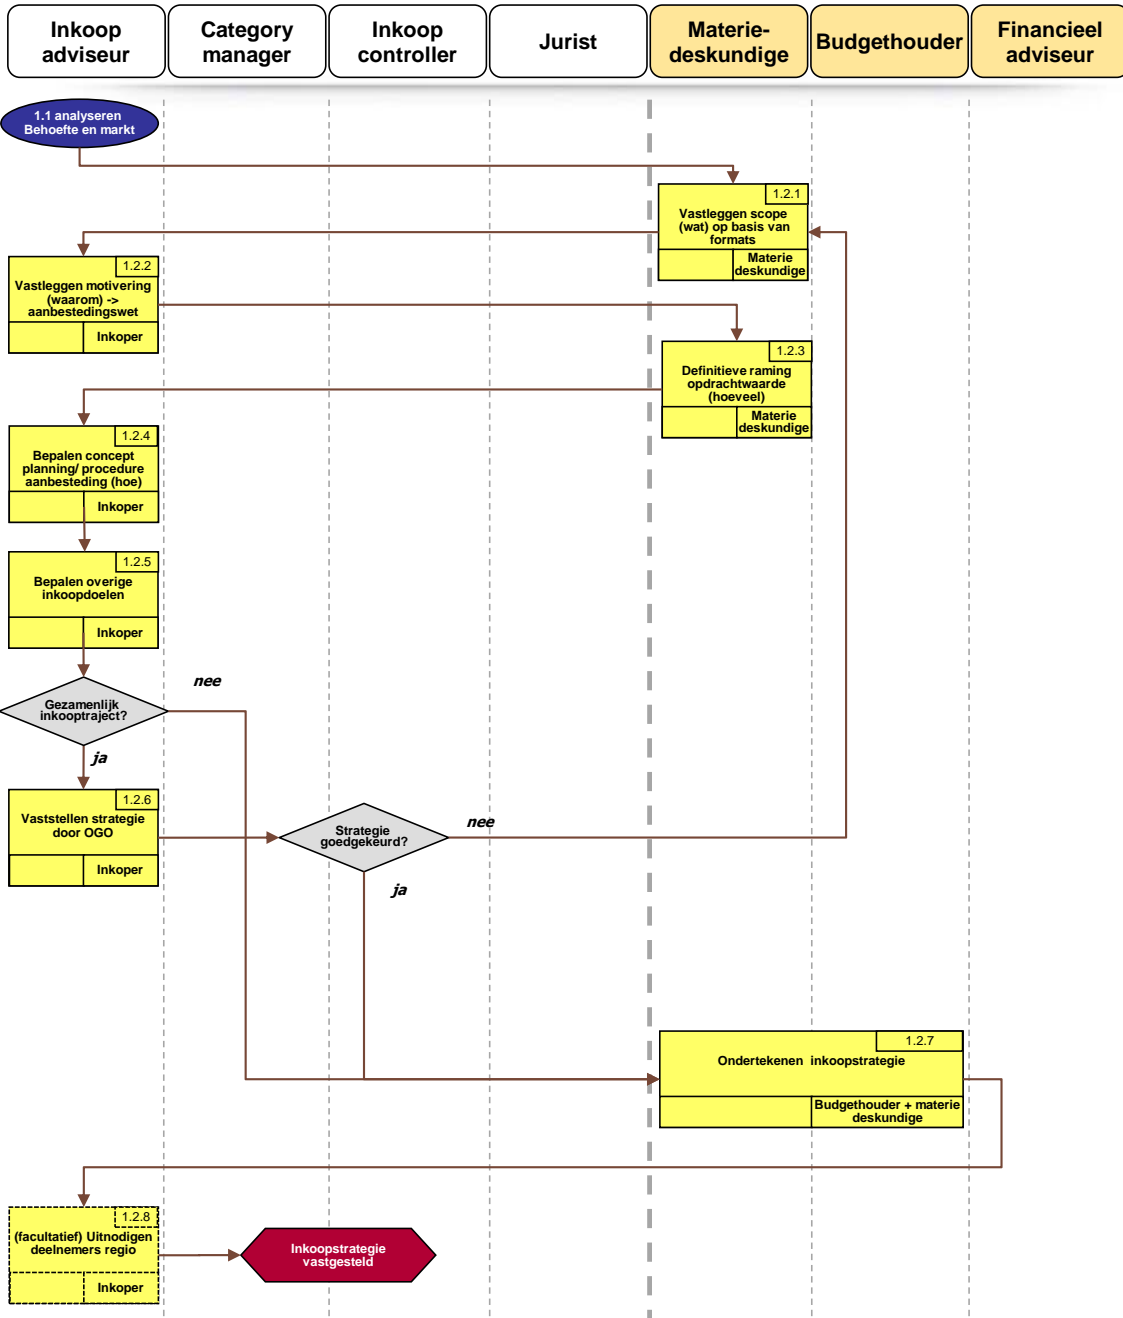 Inkoop
adviseur
Category
manager
Inkoop
controller
Jurist
Materie-
deskundige
Budgethouder
Financieel
adviseur
1.1 analyseren
Behoefte en markt
1.2.1
Vastleggen scope
(wat) op basis van
formats
Materie
deskundige
1.2.2
Vastleggen motivering
(waarom) ->
aanbestedingswet
Inkoper
1.2.3
Definitieve raming
opdrachtwaarde
(hoeveel)
Materie
deskundige
1.2.4
Bepalen concept
planning/ procedure
aanbesteding (hoe)
Inkoper
1.2.5
Bepalen overige
inkoopdoelen
Inkoper
nee
Gezamenlijk
inkooptraject?
ja
1.2.6
Vaststellen strategie
door OGO
Inkoper
Strategie
goedgekeurd?
nee
ja
1.2.7
Ondertekenen inkoopstrategie
Budgethouder + materie
deskundige
1.2.8
(facultatief) Uitnodigen
deelnemers regio
Inkoper
Inkoopstrategie
vastgesteld